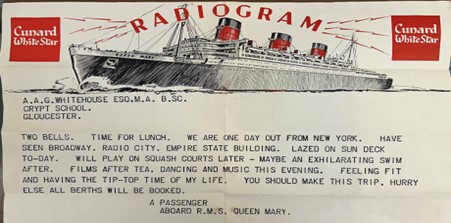 Cunard
White Star
RADIOGRAM
Cunard
White Star
A.A.G.WHITEHOUSE ESQ.M.A. B.SC.
CRYPT SCHOOL.
GLOUCESTER.
TWO BELLS. TIME FOR LUNCH. WE ARE ONE DAY OUT FROM NEW YORK. HAVE
SEEN BROADWAY. RADIO CITY. EMPIRE STATE BUILDING. LAZED ON SUN DECK
TO-DAY. WILL PLAY ON SQUASH COURTS LATER - MAYBE AN EXHILARATING SWIM
AFTER. FILMS AFTER TEA. DANCING AND MUSIC THIS EVENING. FEELING FIT
AND HAVING THE TIP-TOP TIME OF MY LIFE. YOU SHOULD MAKE THIS TRIP. HURRY
ELSE ALL BERTHS WILL BE BOOKED.
A PASSENGER
ABOARD R.M.S. QUEEN MARY.